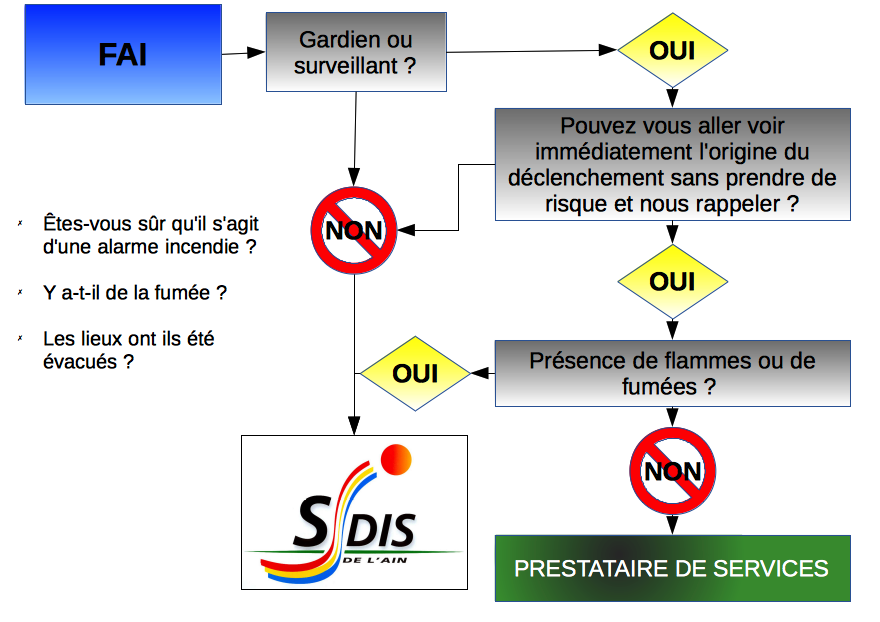 FAI
Gardien ou
surveillant ?
OUI
Pouvez vous aller voir
immédiatement l'origine du
déclenchement sans prendre de
risque et nous rappeler ?
NON
Êtes-vous sûr qu'il s'agit
d'une alarme incendie ?
Y a-t-il de la fumée ?
Les lieux ont ils été
évacués ?
OUI
Présence de flammes ou de
fumées ?
OUI
NON
SDIS
DE L'AIN
PRESTATAIRE DE SERVICES